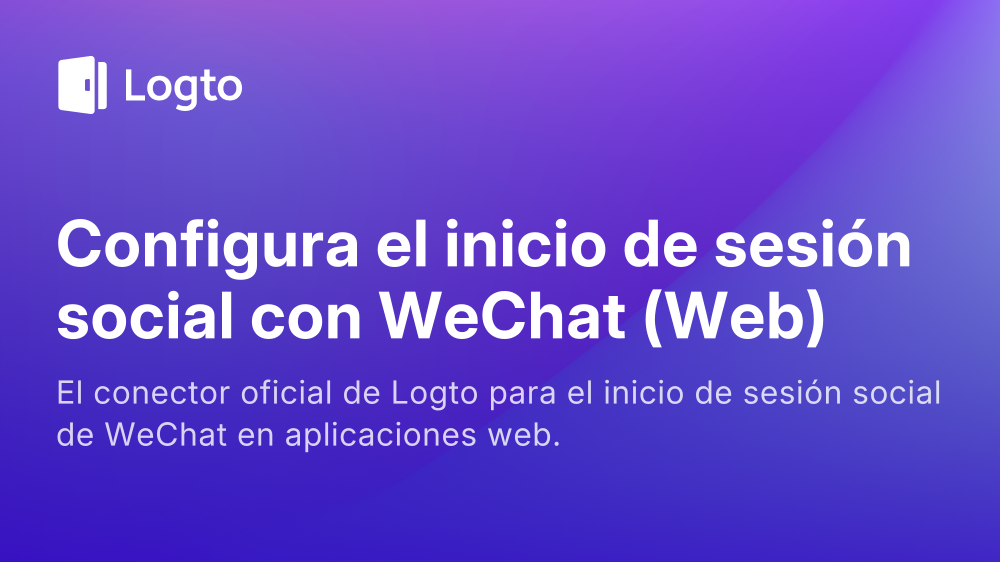 Logto
Configura el inicio de sesión
social con WeChat (Web)
El conector oficial de Logto para el inicio de sesión social
de WeChat en aplicaciones web.